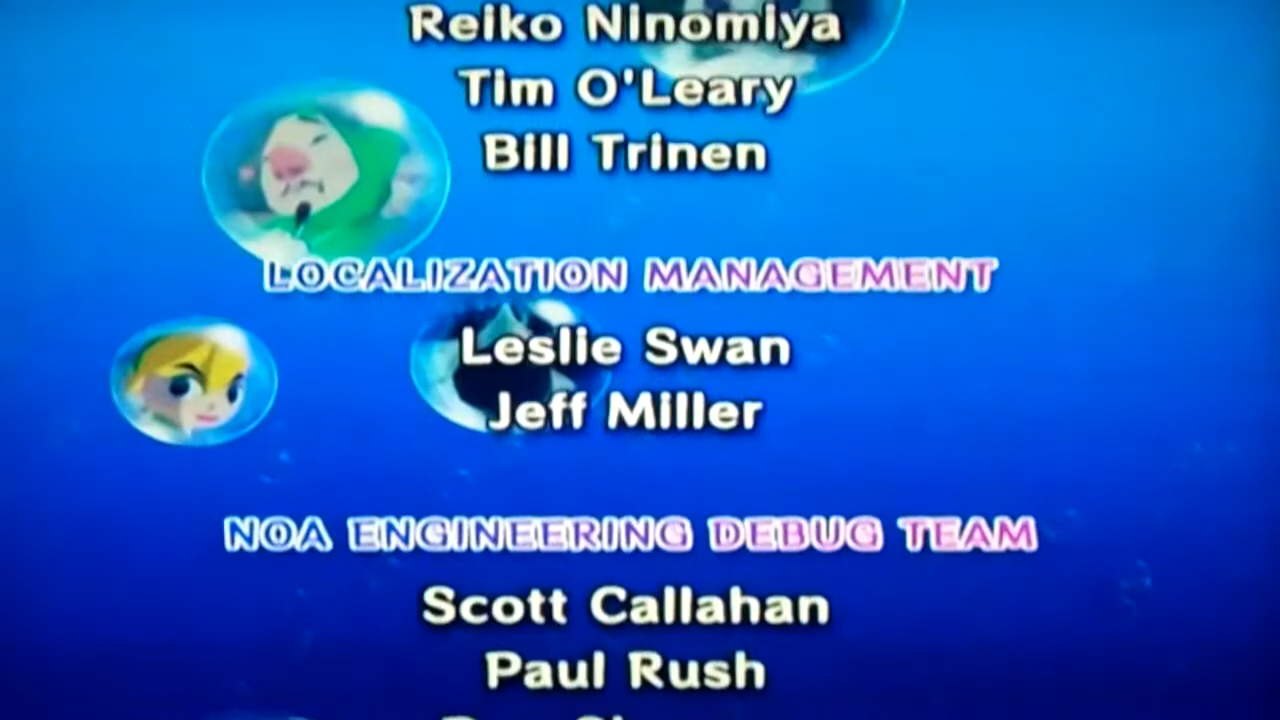 Reiko Ninomiya
Tim O'Leary
Bill Trinen
LOCALIZATION MANAGEMENT
Leslie Swan
Jeff Miller
NOA ENGINEERING DEBUG TEAM
Scott Callahan
Paul Rush